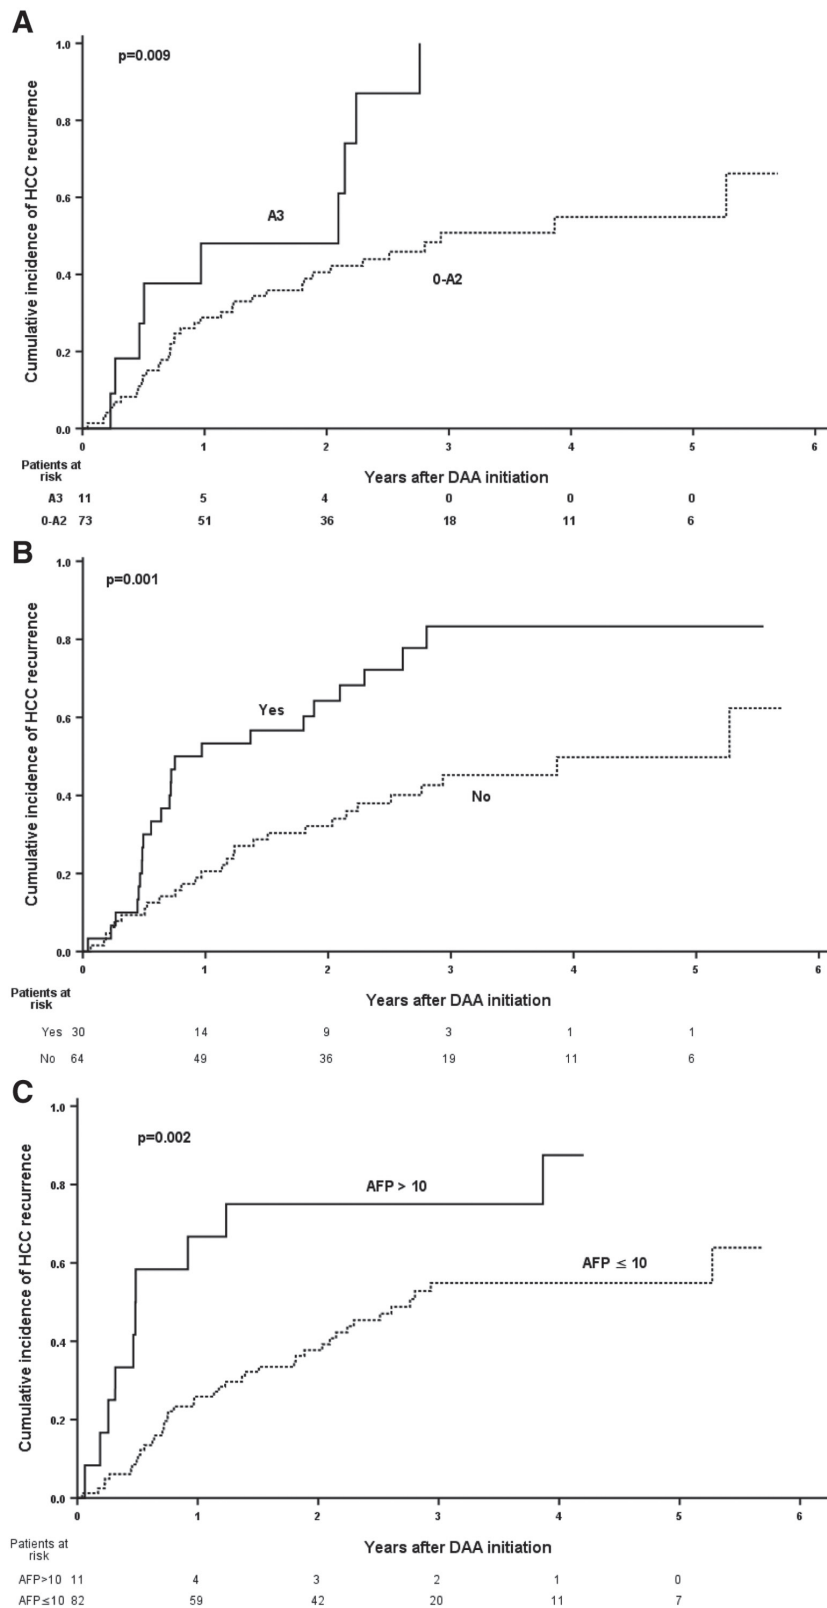 A
p=0.009
Cumulative incidence of HCC recurrence
1.0
0.8
0.6
0.4
0.2
0.0
A3
0-A2
0 1 2 3 4 5 6
Years after DAA initiation
Patients at
risk
A3 11 5 4 0 0 0
0-A2 73 51 36 18 11 6
B
p=0.001
Cumulative incidence of HCC recurrence
1.0
0.8
0.6
0.4
0.2
0.0
Yes
No
0 1 2 3 4 5 6
Years after DAA initiation
Patients at
risk
Yes 30 14 9 3 1 1
No 64 49 36 19 11 6
C
p=0.002
Cumulative incidence of HCC recurrence
1.0
0.8
0.6
0.4
0.2
0.0
AFP > 10
AFP ≤ 10
0 1 2 3 4 5 6
Years after DAA initiation
Patients at
risk
AFP>10 11 4 3 2 1 0
AFP≤10 82 59 42 20 11 7